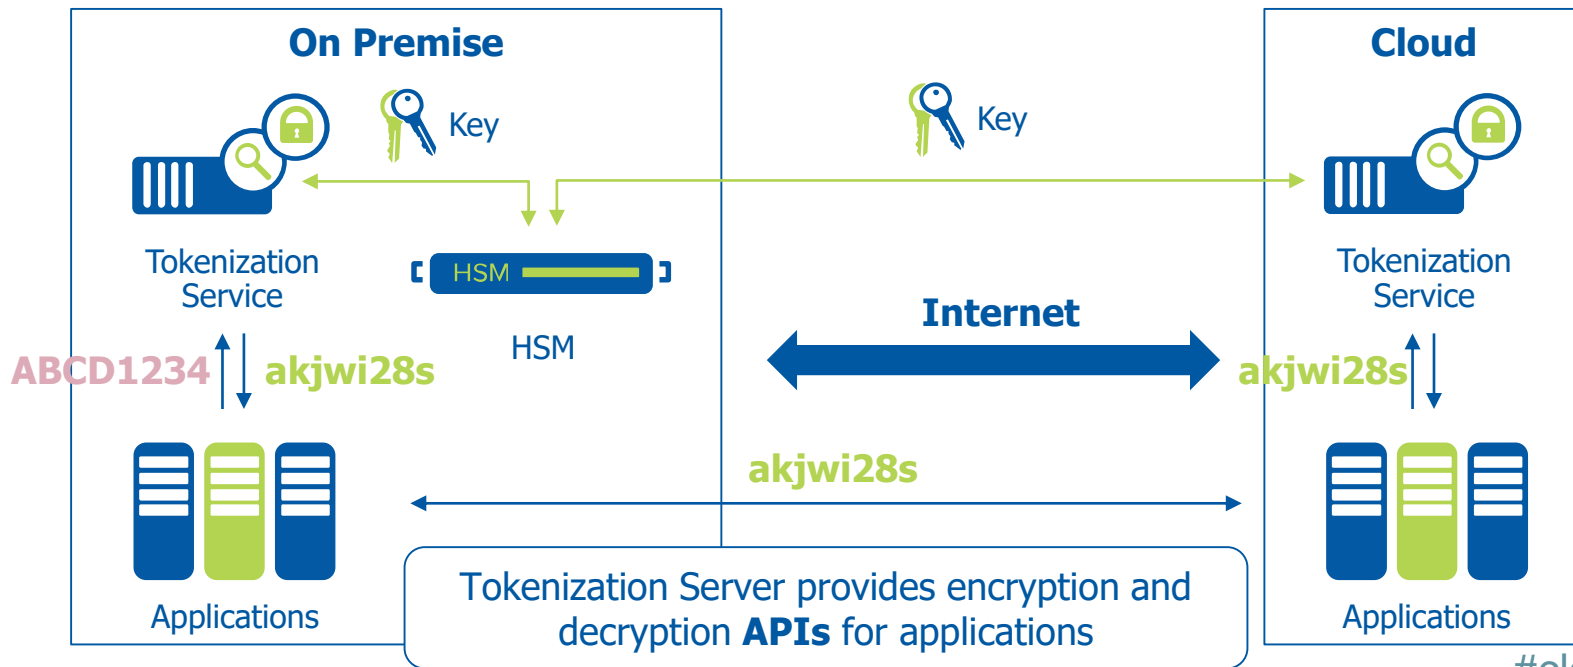 On Premise
Cloud
Key
Key
Tokenization
Service
HSM
HSM
Tokenization
Service
Internet
ABCD1234
akjwi28s
akjwi28s
akjwi28s
Applications
Tokenization Server provides encryption and
decryption APIs for applications
Applications